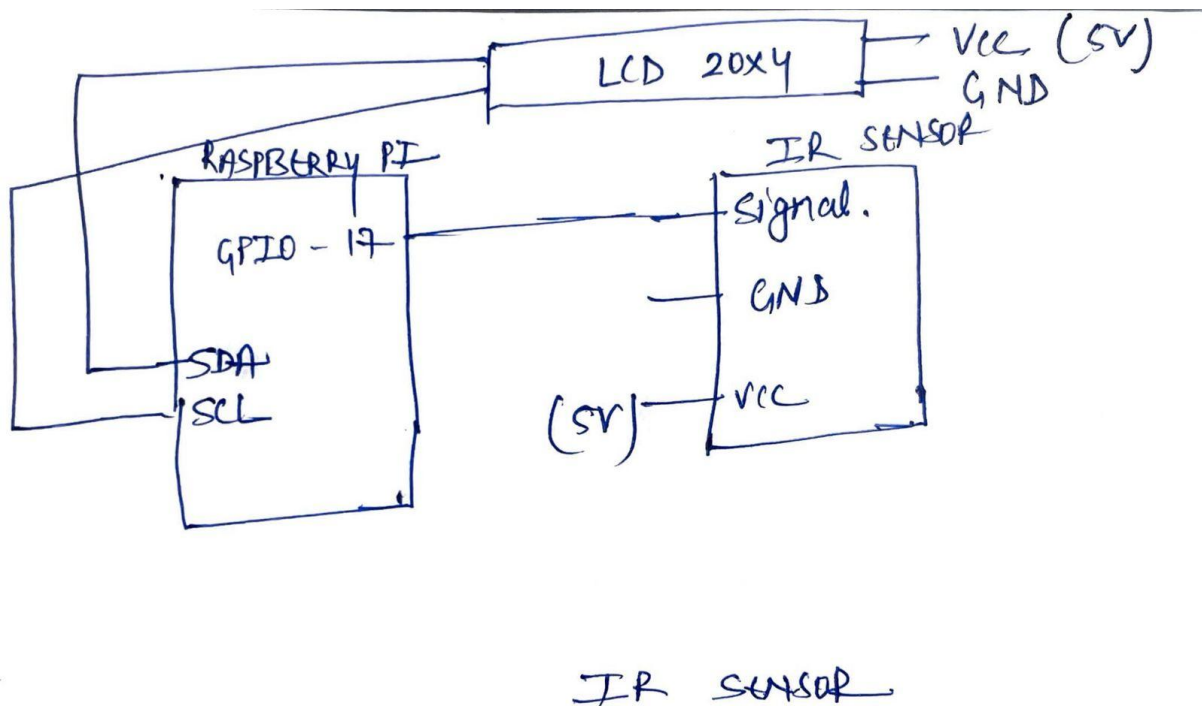 LCD 20X4
VCC (5V)
GND
RASPBERRY PI
IR SENSOR
GPIO - 17
Signal.
GND
SDA
SCL
(5V)
VCC
IR SENSOR